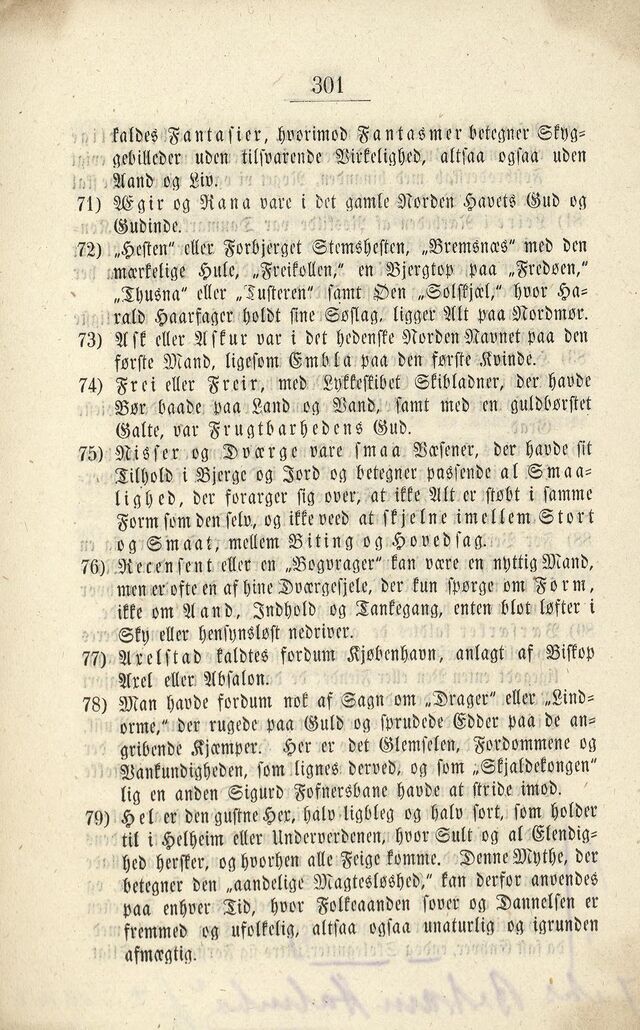 301
kaldes Fantasier, hvorimod Fantasmer betegner Skyg-
gebilleder uden tilsvarende Virkelighed, altsaa ogsaa uden
Aand og Liv.
71) Ægir og Rana vare i det gamle Norden Havets Gud og
Gudinde.
72) „Hesten“ eller Forbjerget Stemshesten, „Bremsnæs“ med den
mærkelige Hule, „Freikollen,“ en Bjergtop paa „Fredøen,“
„Thusna“ eller „Tusteren“ samt Øen „Solskjæl,“ hvor Ha-
rald Haarfager holdt sine Søslag, ligger Alt paa Nordmør.
73) Ask eller Askur var i det hedenske Norden Navnet paa den
første Mand, ligesom Embla paa den første Kvinde.
74) Frei eller Freir, med Lykkeskibet Skibladner, der havde
Bør baade paa Land og Vand, samt med en guldbørstet
Galte, var Frugtbarhedens Gud.
75) Nisser og Dværge vare smaa Væsener, der havde sit
Tilhold i Bjerge og Jord og betegner passende al Smaa-
lighed, der forarger sig over, at ikke Alt er støbt i samme
Form som den selv, og ikke veed at skjelne imellem Stort
og Smaat, mellem Biting og Hovedsag.
76) Recensent eller en „Bogvrager“ kan være en nyttig Mand,
men er ofte en af hine Dværgesjele, der kun spørge om Form,
ikke om Aand, Indhold og Tankegang, enten blot løfter i
Sky eller hensynsløst nedriver.
77) Axelstad kaldtes fordum Kjøbenhavn, anlagt af Biskop
Axel eller Absalon.
78) Man havde fordum nok af Sagn om „Drager“ eller „Lind-
orme,“ der rugede paa Guld og sprudede Edder paa de an-
gribende Kjæmper. Her er det Glemselen, Fordommene og
Vankundigheden, som lignes derved, og som „Skjaldekongen“
lig en anden Sigurd Fofnersbane havde at stride imod.
79) Hel er den gustne Her, halv ligbleg og halv sort, som holder
til i Helheim eller Underverdenen, hvor Sult og al Elendig-
hed hersker, og hvorhen alle Feige komme. Denne Mythe, der
betegner den „aandelige Magtesløshed,“ kan derfor anvendes
paa enhver Tid, hvor Folkeaanden sover og Dannelsen er
fremmed og ufolkelig, altsaa ogsaa unaturlig og igrunden
afmægtig.